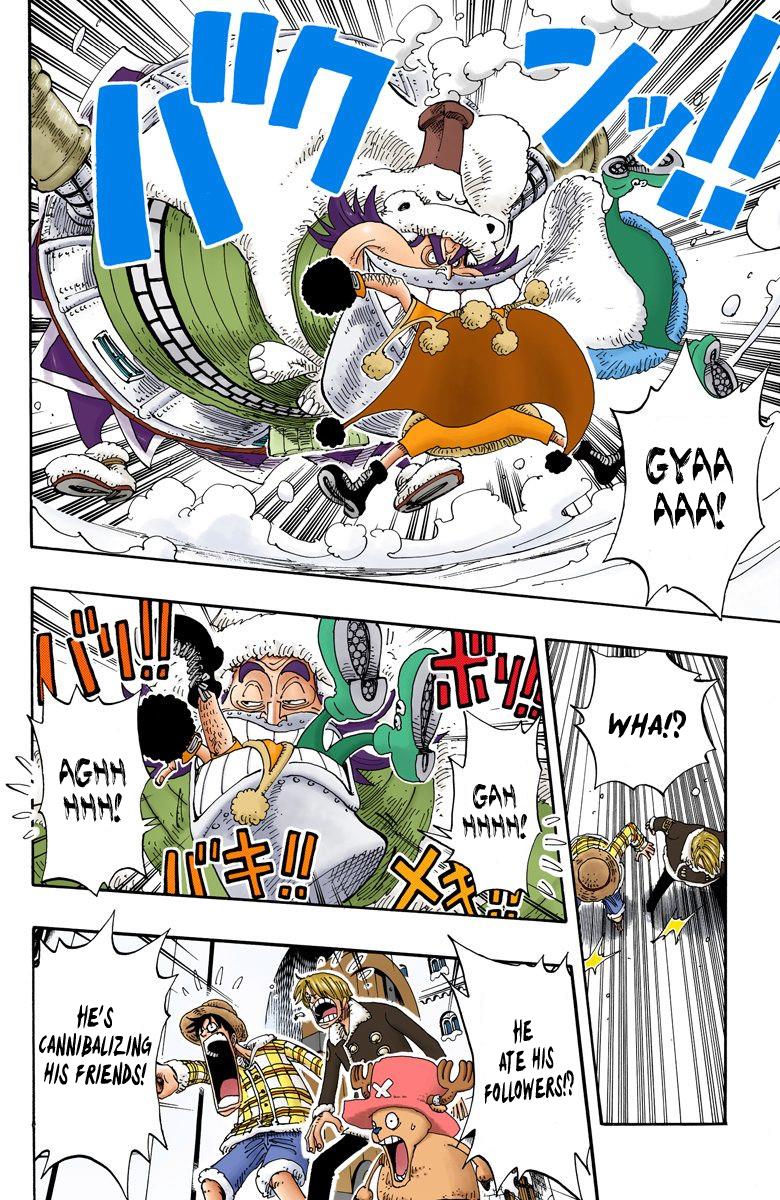 バクンッ!!
GYAA
AAA!
WHA!?
ボリ!!
バリ!!
GAH
HHHH!
AGHH
HHH!
メキ!!
バキ!!
HE
ATE HIS
FOLLOWERS!?
HE'S
CANNIBALIZING
HIS FRIENDS!